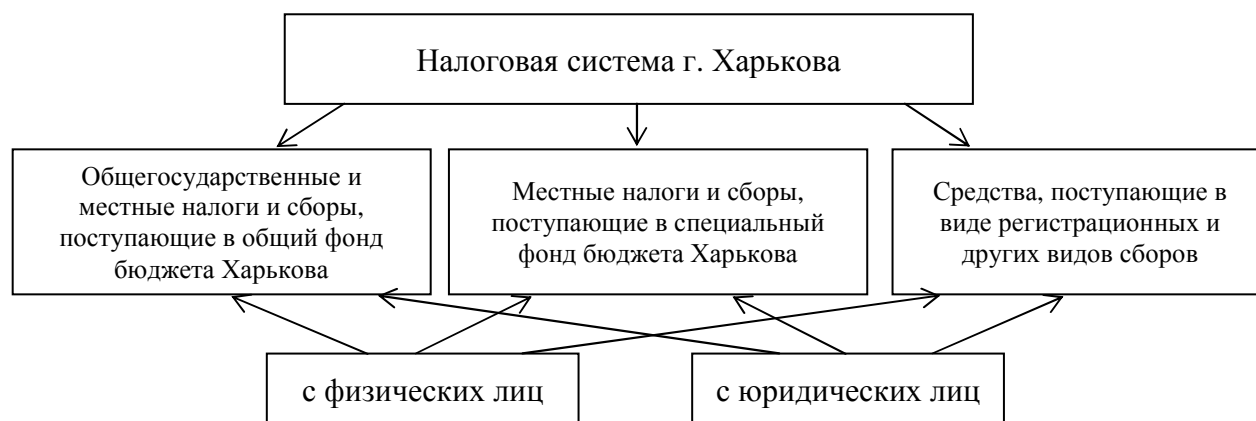 Налоговая система г. Харькова
Общегосударственные и
местные налоги и сборы,
поступающие в общий фонд
бюджета Харькова
Местные налоги и сборы,
поступающие в специальный
фонд бюджета Харькова
Средства, поступающие в
виде регистрационных и
других видов сборов
с физических лиц
с юридических лиц